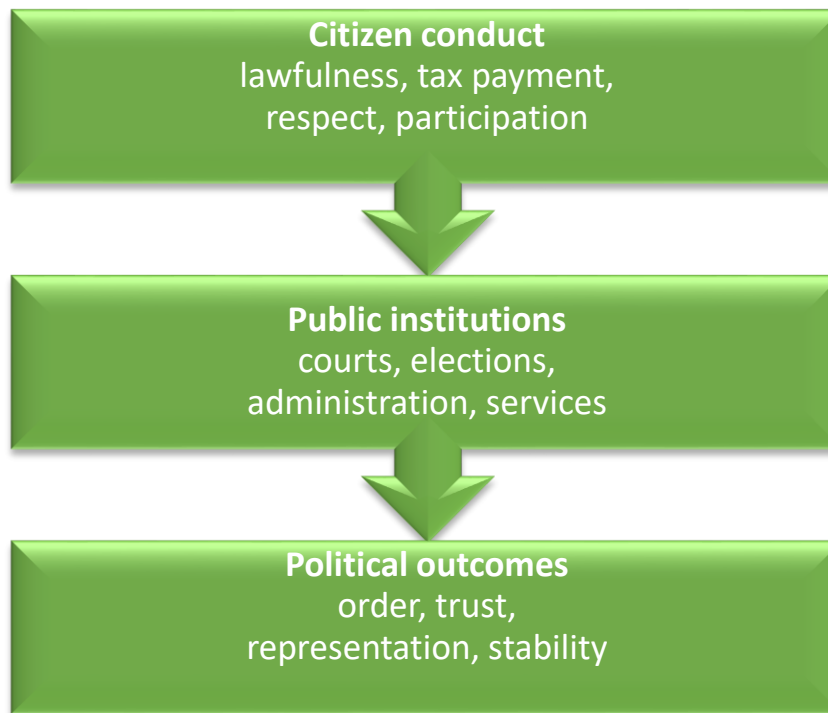 Citizen conduct
lawfulness, tax payment,
respect, participation
Public institutions
courts, elections,
administration, services
Political outcomes
order, trust,
representation, stability